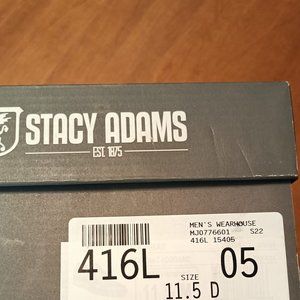 STACY ADAMS
EST. 1875
MEN'S WEARHOUSE
MJ0776601 S22
416L 15405
416L SIZE 05
11.5 D